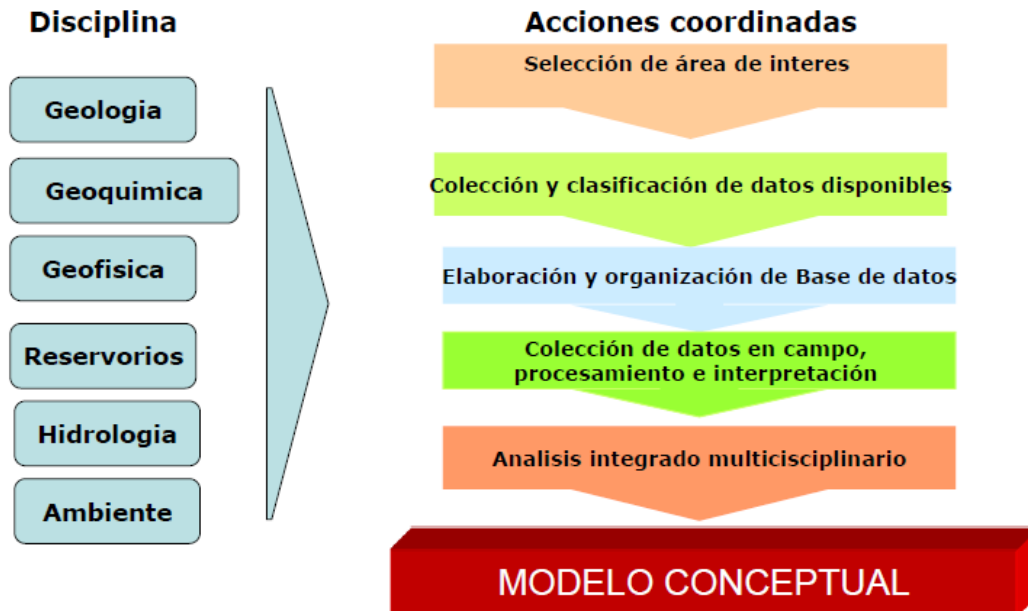 Disciplina
Geologia
Geoquimica
Geofisica
Reservorios
Hidrologia
Ambiente
Acciones coordinadas
Selección de área de interes
Colección y clasificación de datos disponibles
Elaboración y organización de Base de datos
Colección de datos en campo,
procesamiento e interpretación
Analisis integrado multicisciplinario
MODELO CONCEPTUAL